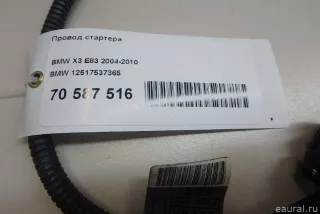 Провод стартера
BMW X3 E83 2004-2010
BMW 12517537365
70 587 516
eaural.ru